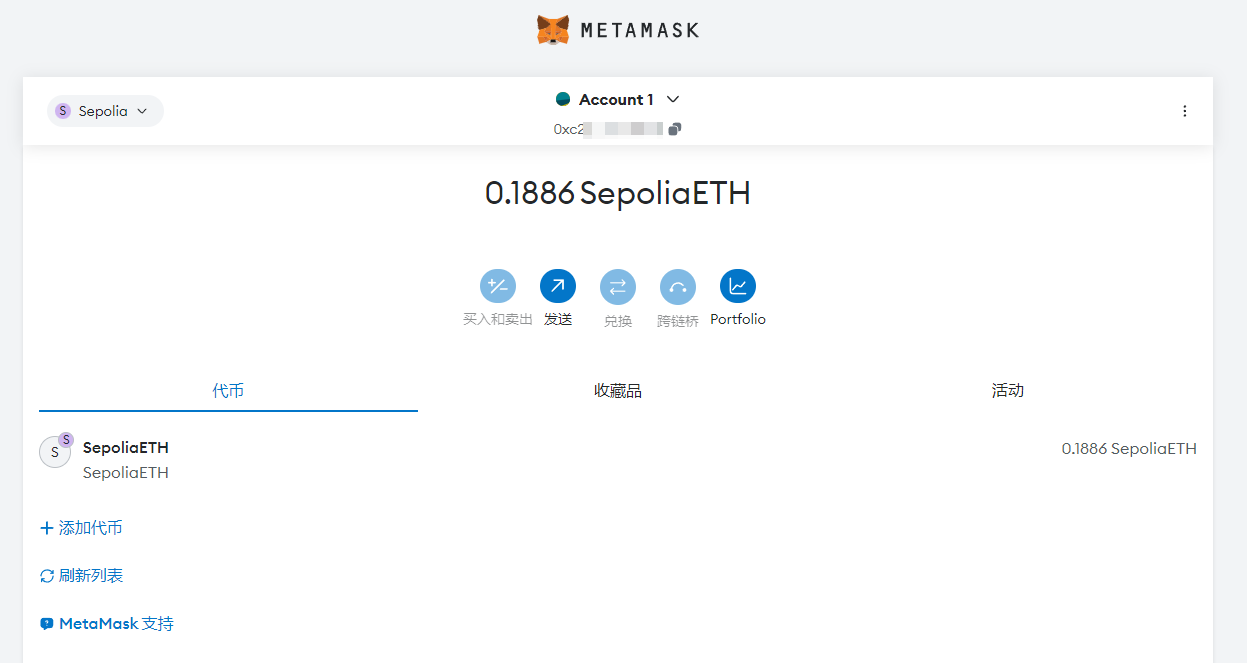 METAMASK
S Sepolia
Account 1
0xc2
0.1886 SepoliaETH
买入和卖出 发送 兑换 跨链桥 Portfolio
代币 收藏品 活动
S S SepoliaETH 0.1886 SepoliaETH
SepoliaETH
添加代币
刷新列表
MetaMask 支持